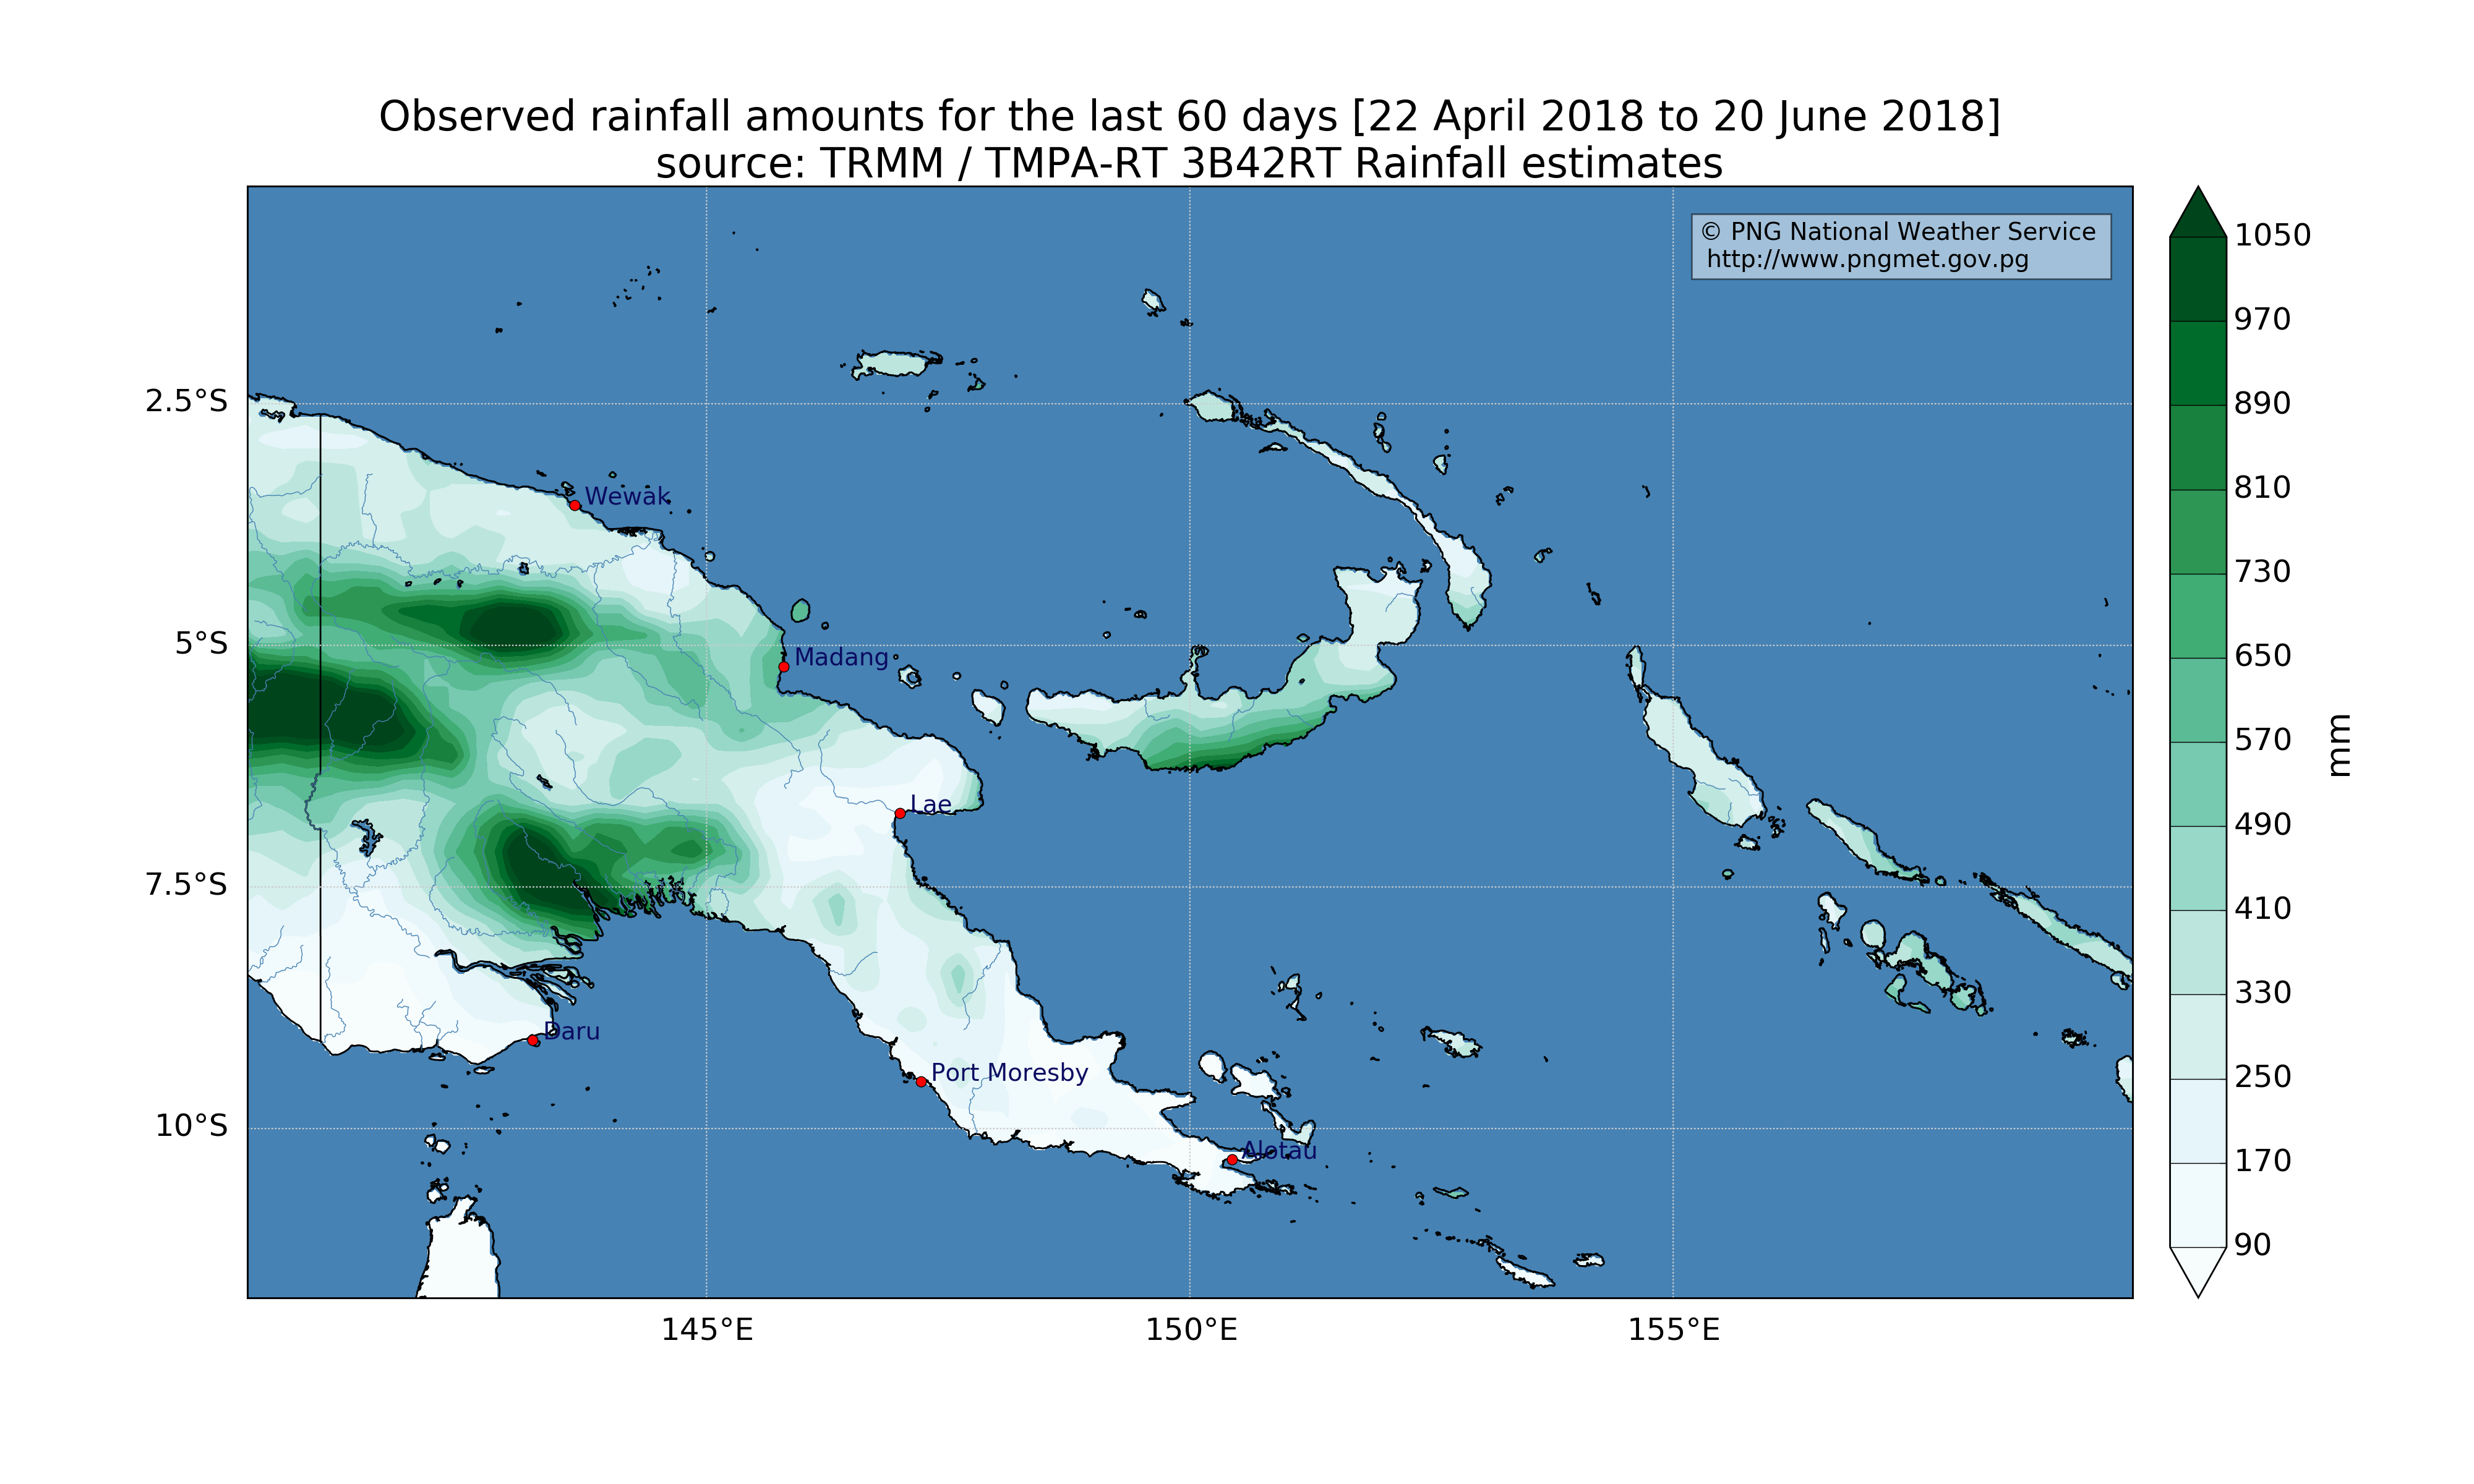 Observed rainfall amounts for the last 60 days [22 April 2018 to 20 June 2018]
source: TRMM / TMPA-RT 3B42RT Rainfall estimates
© PNG National Weather Service
http://www.pngmet.gov.pg
1050
970
890
810
730
650
570
490
410
330
250
170
90
mm
2.5°S
5°S
7.5°S
10°S
Wewak
Madang
Lae
Daru
Port Moresby
Alotau
145°E
150°E
155°E